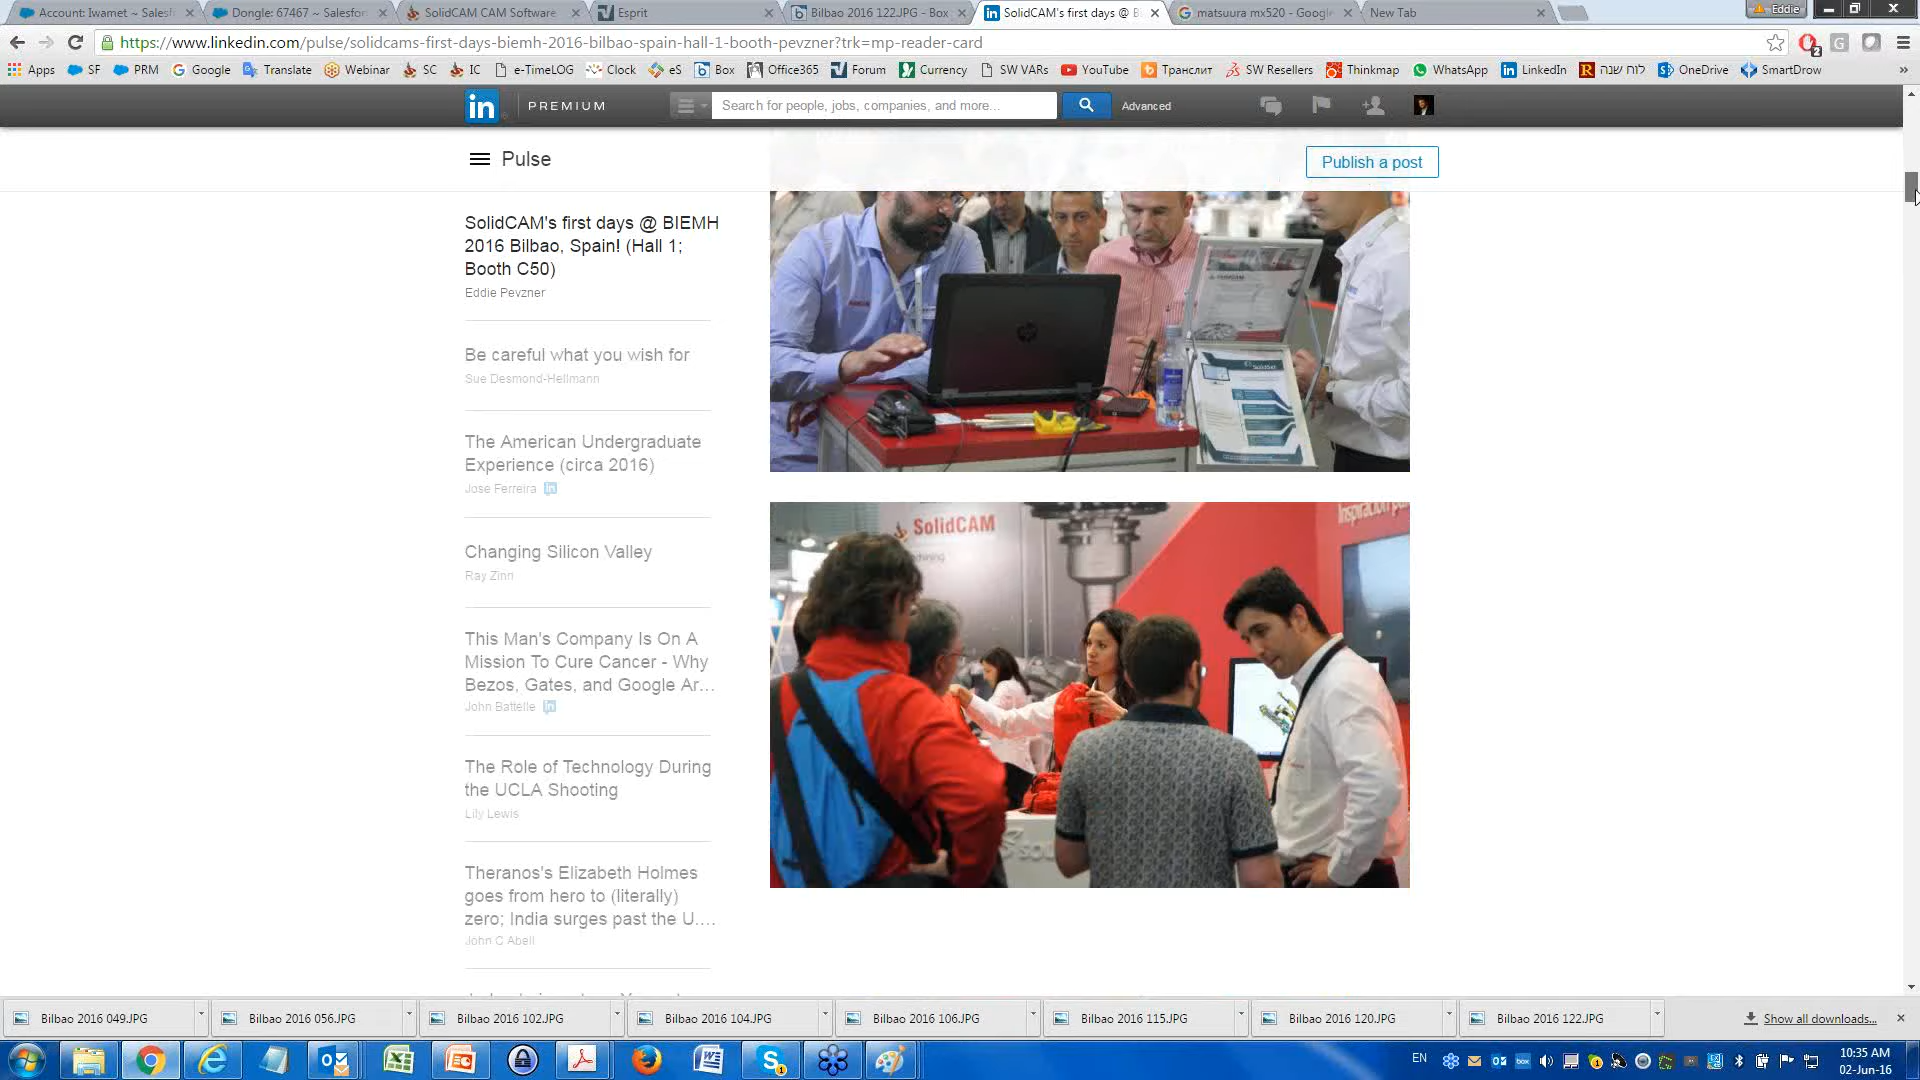 Account: Iwamet ~ Salesf
Dongle: 67467 ~ Salesfor
SolidCAM CAM Software
Esprit
Bilbao 2016 122.JPG - Box
SolidCAM's first days @ B
matsuura mx520 - Google
New Tab
Eddie
https://www.linkedin.com/pulse/solidcams-first-days-biemh-2016-bilbao-spain-hall-1-booth-pevzner?trk=mp-reader-card
Apps SF PRM Google Translate Webinar SC IC e-TimeLOG Clock eS Box Office365 Forum Currency SW VARs YouTube Транслит SW Resellers Thinkmap WhatsApp LinkedIn לוח שנה OneDrive SmartDrow »
in PREMIUM
Search for people, jobs, companies, and more...
Advanced
Pulse
Publish a post
SolidCAM's first days @ BIEMH
2016 Bilbao, Spain! (Hall 1;
Booth C50)
Eddie Pevzner
Be careful what you wish for
Sue Desmond-Hellmann
The American Undergraduate
Experience (circa 2016)
Jose Ferreira in
Changing Silicon Valley
Ray Zinn
This Man's Company Is On A
Mission To Cure Cancer - Why
Bezos, Gates, and Google Ar...
John Battelle in
The Role of Technology During
the UCLA Shooting
Lily Lewis
Theranos's Elizabeth Holmes
goes from hero to (literally)
zero; India surges past the U....
John C Abell
SolidCAM
Bilbao 2016 049.JPG
Bilbao 2016 056.JPG
Bilbao 2016 102.JPG
Bilbao 2016 104.JPG
Bilbao 2016 106.JPG
Bilbao 2016 115.JPG
Bilbao 2016 120.JPG
Bilbao 2016 122.JPG
Show all downloads...
EN
10:35 AM
02-Jun-16